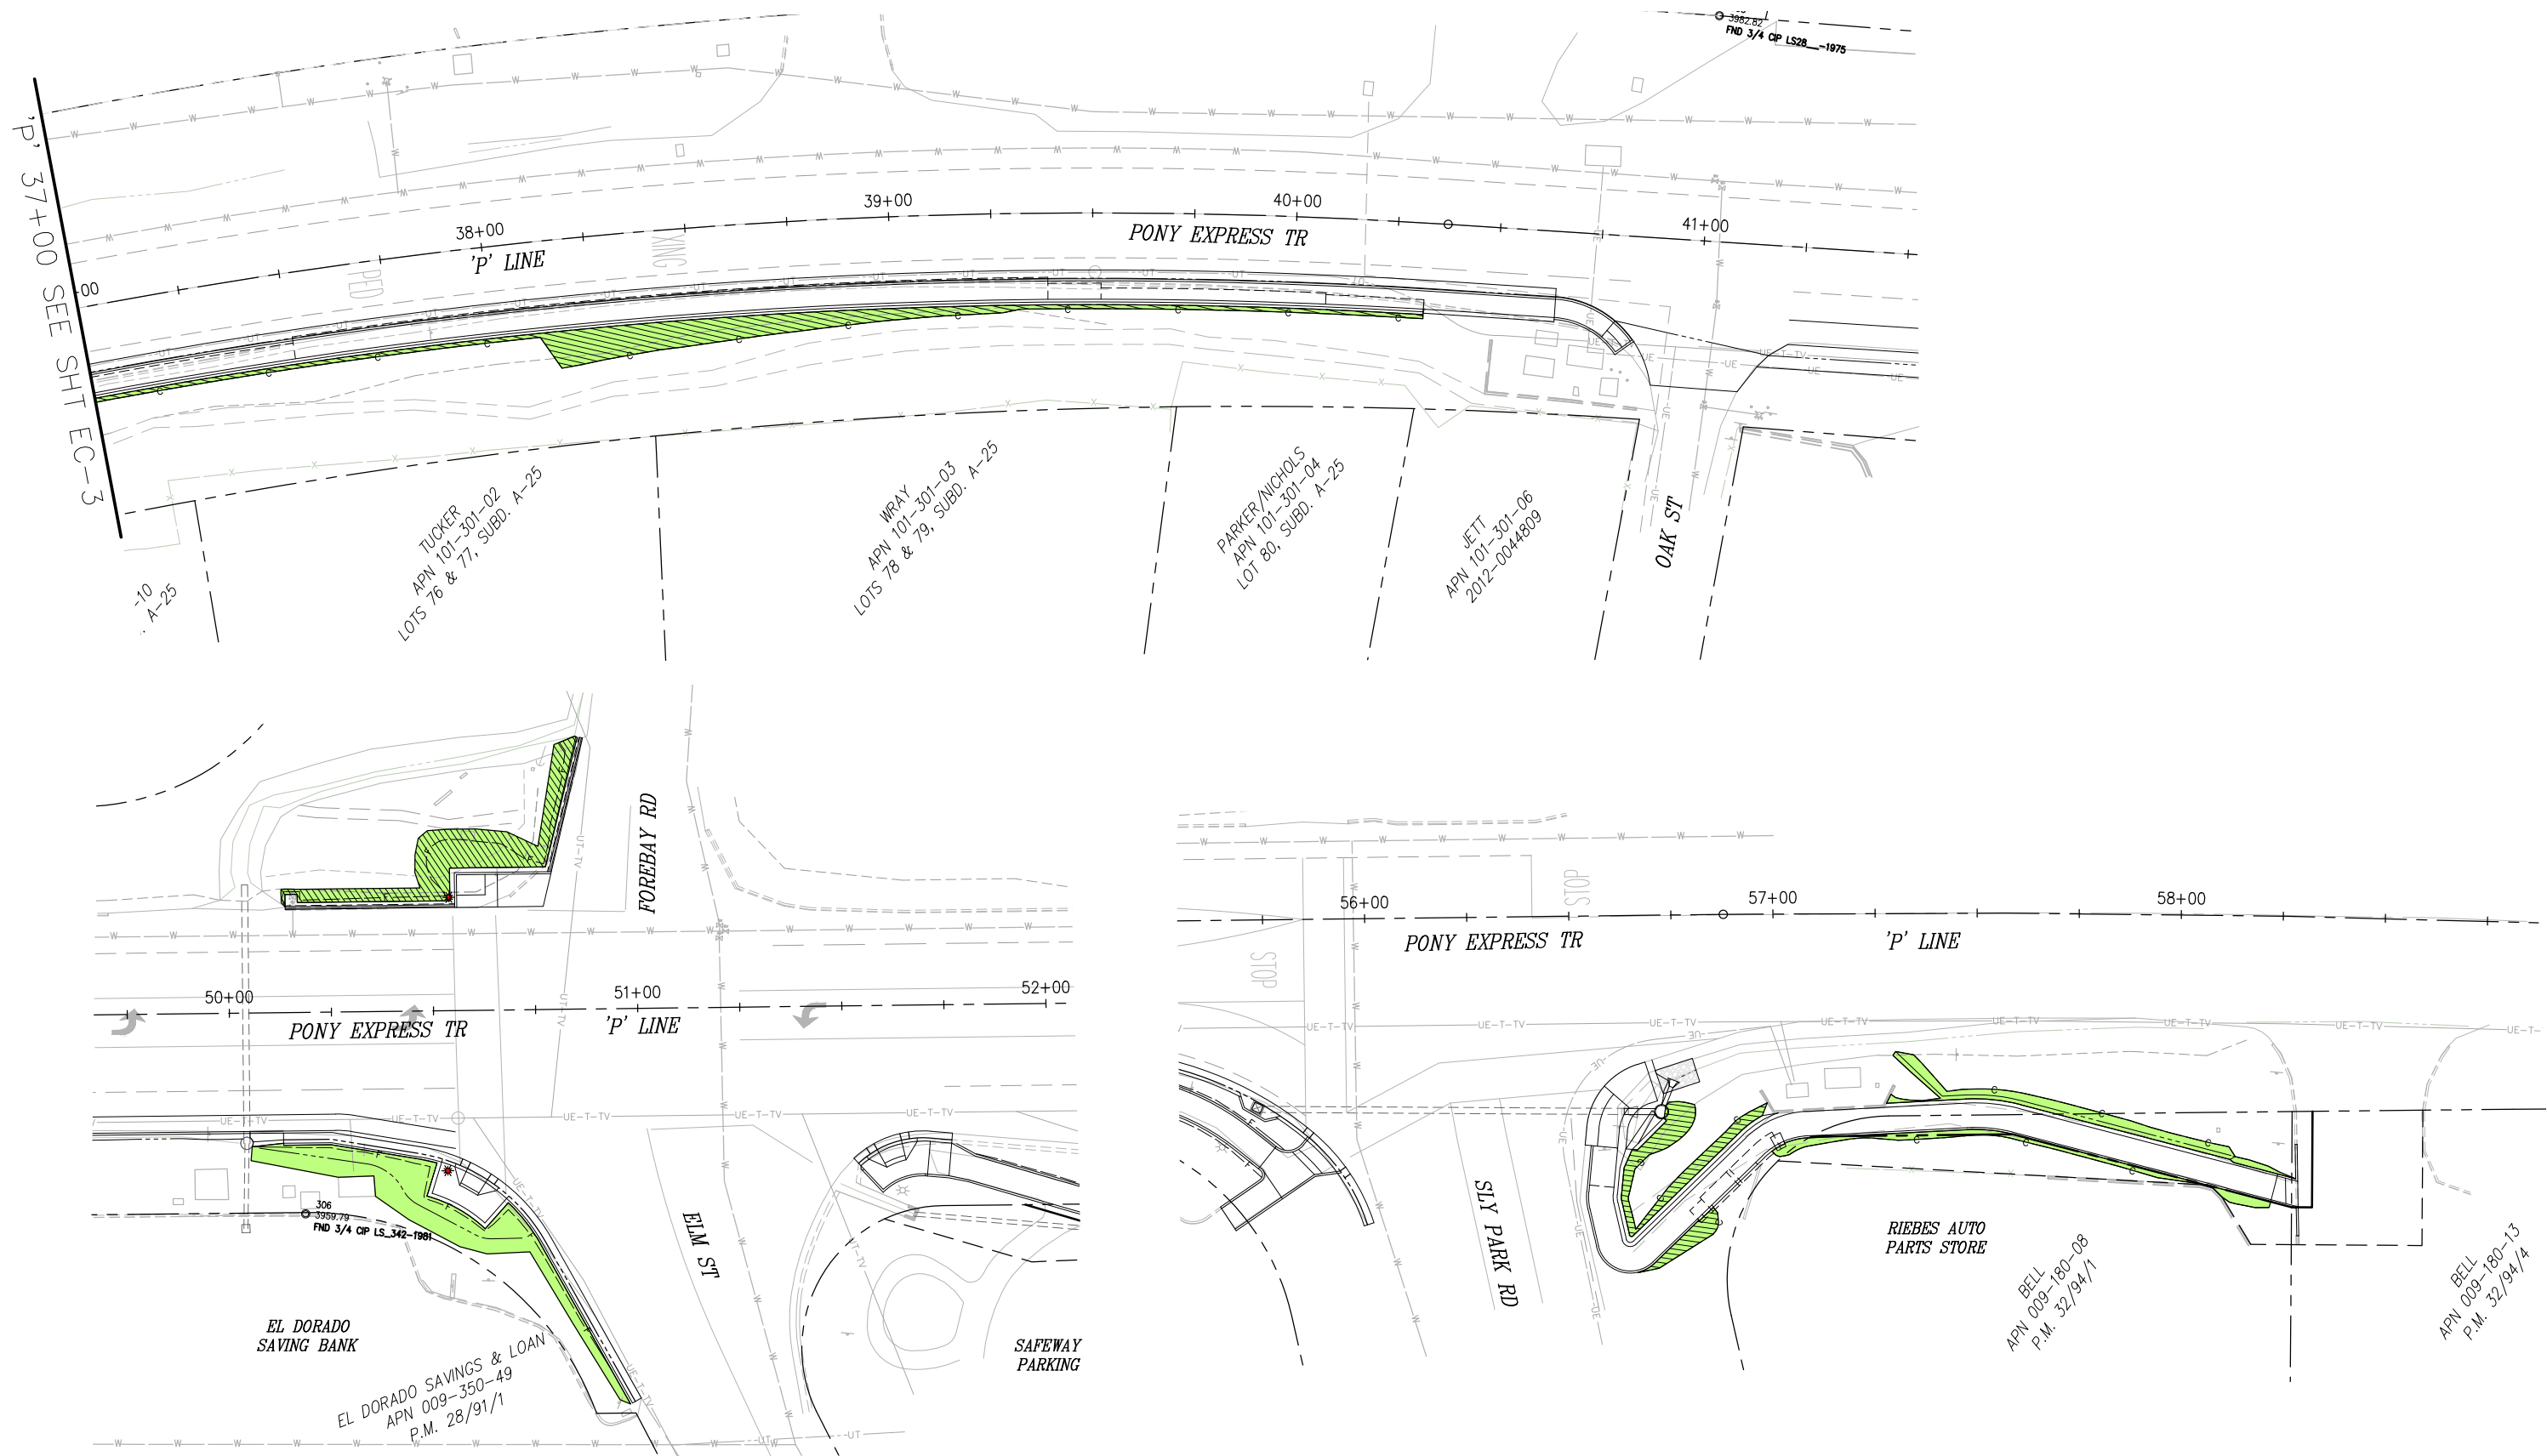 3982.82
FND 3/4 CIP LS28__-1975
'P' 37+00 SEE SHT EC-3
00
38+00
39+00
40+00
41+00
'P' LINE
PONY EXPRESS TR
PED
XING
OAK ST
-10
. A-25
TUCKER
APN 101-301-02
LOTS 76 & 77, SUBD. A-25
WRAY
APN 101-301-03
LOTS 78 & 79, SUBD. A-25
PARKER/NICHOLS
APN 101-301-04
LOT 80, SUBD. A-25
JETT
APN 101-301-06
2012-0044809
FOREBAY RD
50+00
51+00
52+00
PONY EXPRESS TR
'P' LINE
306
3959.79
FND 3/4 CIP LS_342-1981
ELM ST
EL DORADO
SAVING BANK
EL DORADO SAVINGS & LOAN
APN 009-350-49
P.M. 28/91/1
SAFEWAY
PARKING
STOP
STOP
56+00
57+00
58+00
PONY EXPRESS TR
'P' LINE
SLY PARK RD
RIEBES AUTO
PARTS STORE
BELL
APN 009-180-08
P.M. 32/94/1
BELL
APN 009-180-13
P.M. 32/94/4